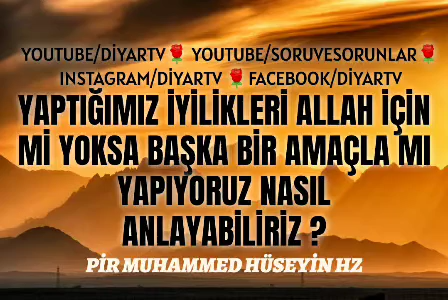 YOUTUBE/DİYARTV🌹 YOUTUBE/SORUVESORUNLAR🌹
INSTAGRAM/DİYARTV 🌹FACEBOOK/DİYARTV
YAPTIĞIMIZ İYİLİKLERİ ALLAH İÇİN
Mİ YOKSA BAŞKA BİR AMAÇLA MI
YAPIYORUZ NASIL
ANLAYABİLİRİZ ?
PİR MUHAMMED HÜSEYİN HZ